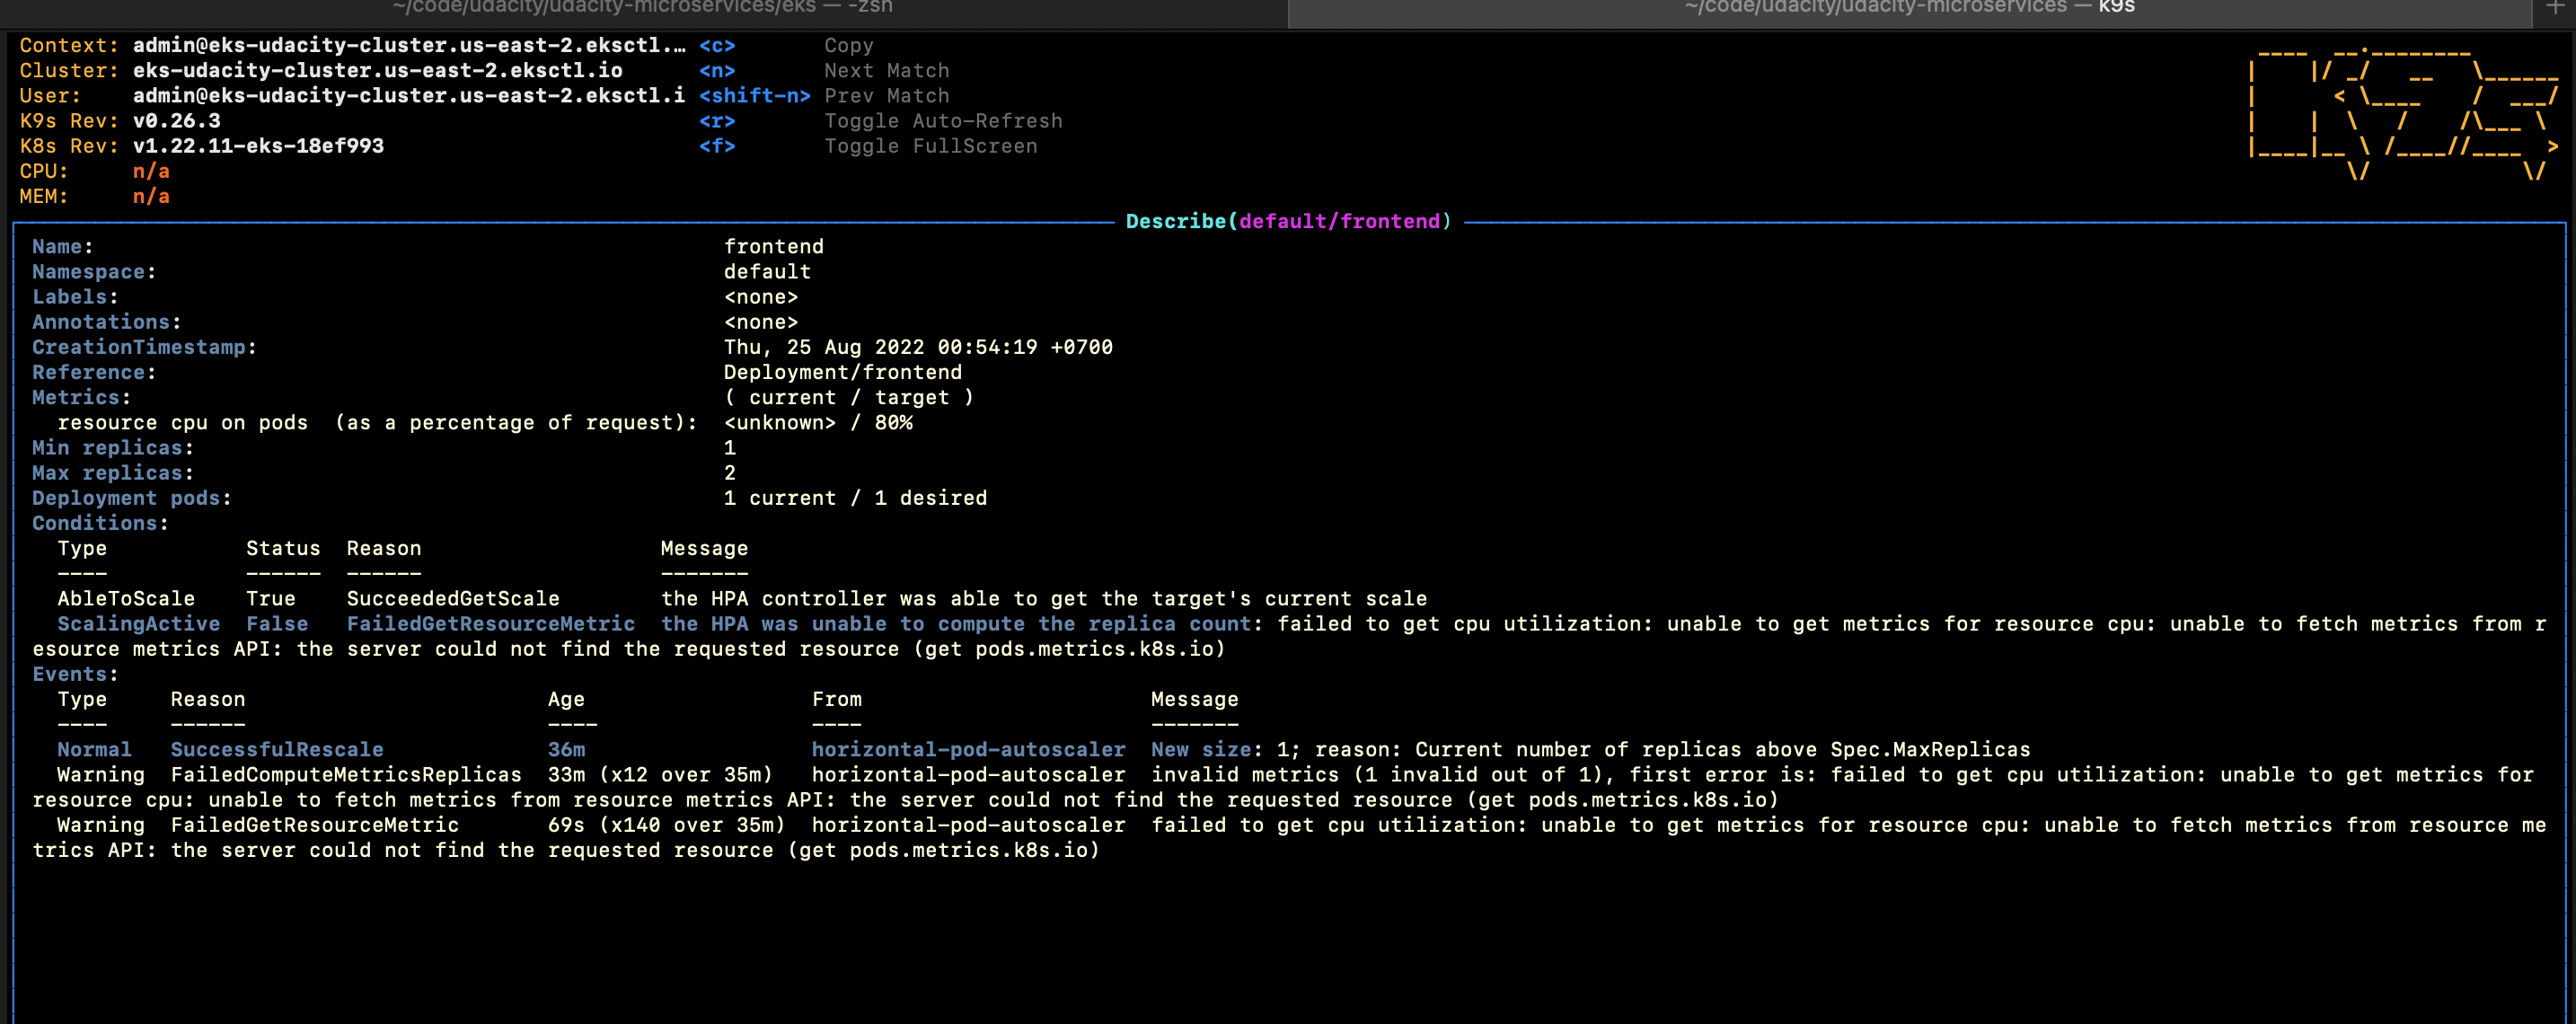 ~/code/udacity/udacity-microservices/eks — -zsh ~/code/udacity/udacity-microservices — k9s +
Context: admin@eks-udacity-cluster.us-east-2.eksctl.… <c> Copy
Cluster: eks-udacity-cluster.us-east-2.eksctl.io <n> Next Match
User: admin@eks-udacity-cluster.us-east-2.eksctl.i <shift-n> Prev Match
K9s Rev: v0.26.3 <r> Toggle Auto-Refresh
K8s Rev: v1.22.11-eks-18ef993 <f> Toggle FullScreen
CPU: n/a
MEM: n/a
Describe(default/frontend)
Name: frontend
Namespace: default
Labels: <none>
Annotations: <none>
CreationTimestamp: Thu, 25 Aug 2022 00:54:19 +0700
Reference: Deployment/frontend
Metrics: ( current / target )
resource cpu on pods (as a percentage of request): <unknown> / 80%
Min replicas: 1
Max replicas: 2
Deployment pods: 1 current / 1 desired
Conditions:
Type Status Reason Message
---- ------ ------ -------
AbleToScale True SucceededGetScale the HPA controller was able to get the target's current scale
ScalingActive False FailedGetResourceMetric the HPA was unable to compute the replica count: failed to get cpu utilization: unable to get metrics for resource cpu: unable to fetch metrics from r
esource metrics API: the server could not find the requested resource (get pods.metrics.k8s.io)
Events:
Type Reason Age From Message
---- ------ ---- ---- -------
Normal SuccessfulRescale 36m horizontal-pod-autoscaler New size: 1; reason: Current number of replicas above Spec.MaxReplicas
Warning FailedComputeMetricsReplicas 33m (x12 over 35m) horizontal-pod-autoscaler invalid metrics (1 invalid out of 1), first error is: failed to get cpu utilization: unable to get metrics for
resource cpu: unable to fetch metrics from resource metrics API: the server could not find the requested resource (get pods.metrics.k8s.io)
Warning FailedGetResourceMetric 69s (x140 over 35m) horizontal-pod-autoscaler failed to get cpu utilization: unable to get metrics for resource cpu: unable to fetch metrics from resource me
trics API: the server could not find the requested resource (get pods.metrics.k8s.io)